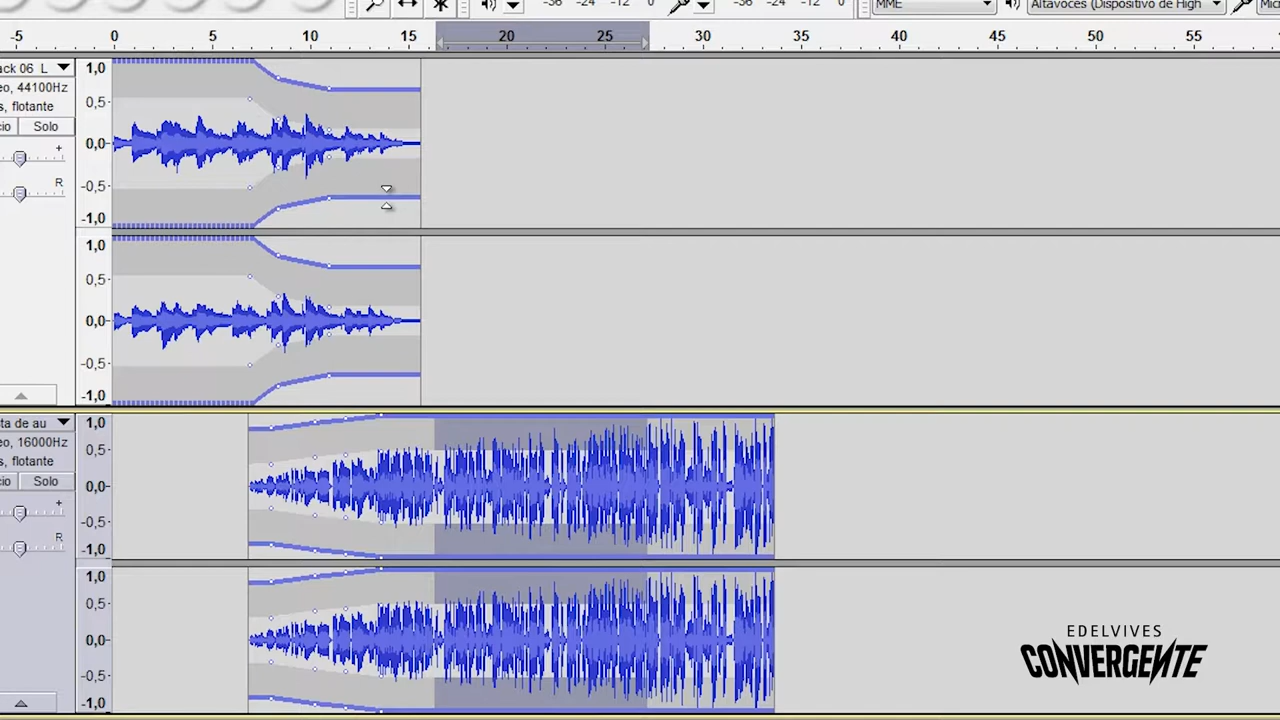 -36 -24 -12 0 -36 -24 -12 0 MME Altavoces (Dispositivo de High Micr
-5 0 5 10 15 20 25 30 35 40 45 50 55
ack 06 L
eo, 44100Hz
s, flotante
cio Solo
+
R
1,0
0,5
0,0
-0,5
-1,0
1,0
0,5
0,0
-0,5
-1,0
sta de au
eo, 16000Hz
s, flotante
cio Solo
+
R
1,0
0,5
0,0
-0,5
-1,0
1,0
0,5
0,0
-0,5
-1,0
EDELVIVES
CONVERGENTE